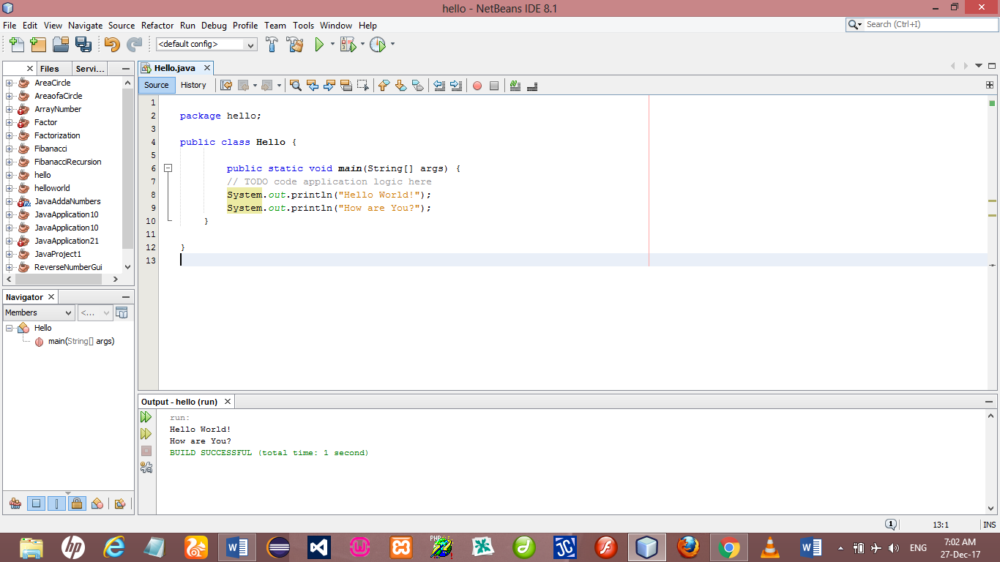 hello - NetBeans IDE 8.1
File Edit View Navigate Source Refactor Run Debug Profile Team Tools Window Help
Search (Ctrl+I)
<default config>
Files Servi...
AreaCircle
AreaofaCircle
ArrayNumber
Factor
Factorization
Fibanacci
FibanacciRecursion
hello
helloworld
JavaAddaNumbers
JavaApplication10
JavaApplication10
JavaApplication21
JavaProject1
ReverseNumberGui
Navigator
Members <...
Hello
main(String[] args)
Hello.java
Source History
1
2 package hello;
3
4 public class Hello {
5
6 public static void main(String[] args) {
7 // TODO code application logic here
8 System.out.println("Hello World!");
9 System.out.println("How are You?");
10 }
11
12 }
13
Output - hello (run)
run:
Hello World!
How are You?
BUILD SUCCESSFUL (total time: 1 second)
1 13:1 INS
ENG
7:02 AM
27-Dec-17